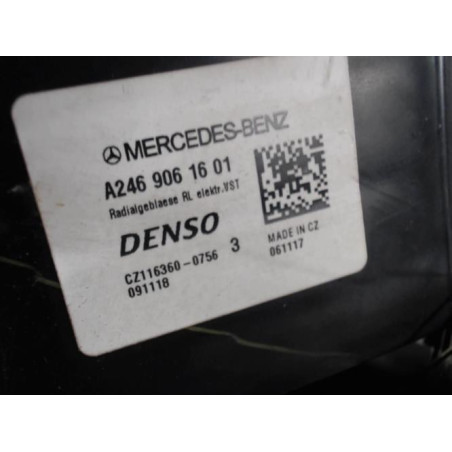 MERCEDES-BENZ
A246 906 16 01
Radialgeblaese RL elektr.VST
DENSO
CZ116360-0756 3
091118
MADE IN CZ
061117